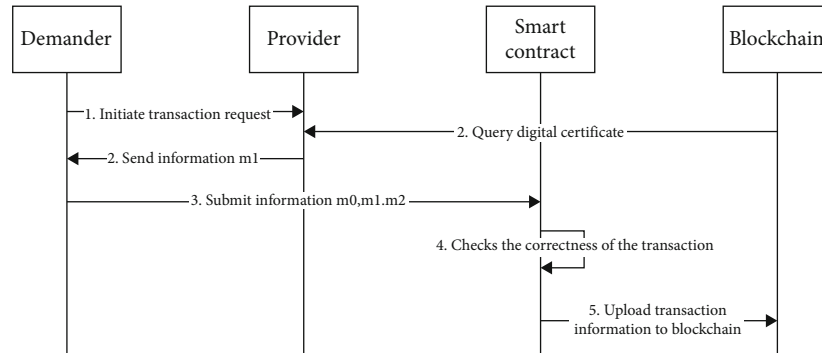 Demander
Provider
Smart
contract
Blockchain
1. Initiate transaction request
2. Query digital certificate
2. Send information m1
3. Submit information m0,m1.m2
4. Checks the correctness of the transaction
5. Upload transaction
information to blockchain